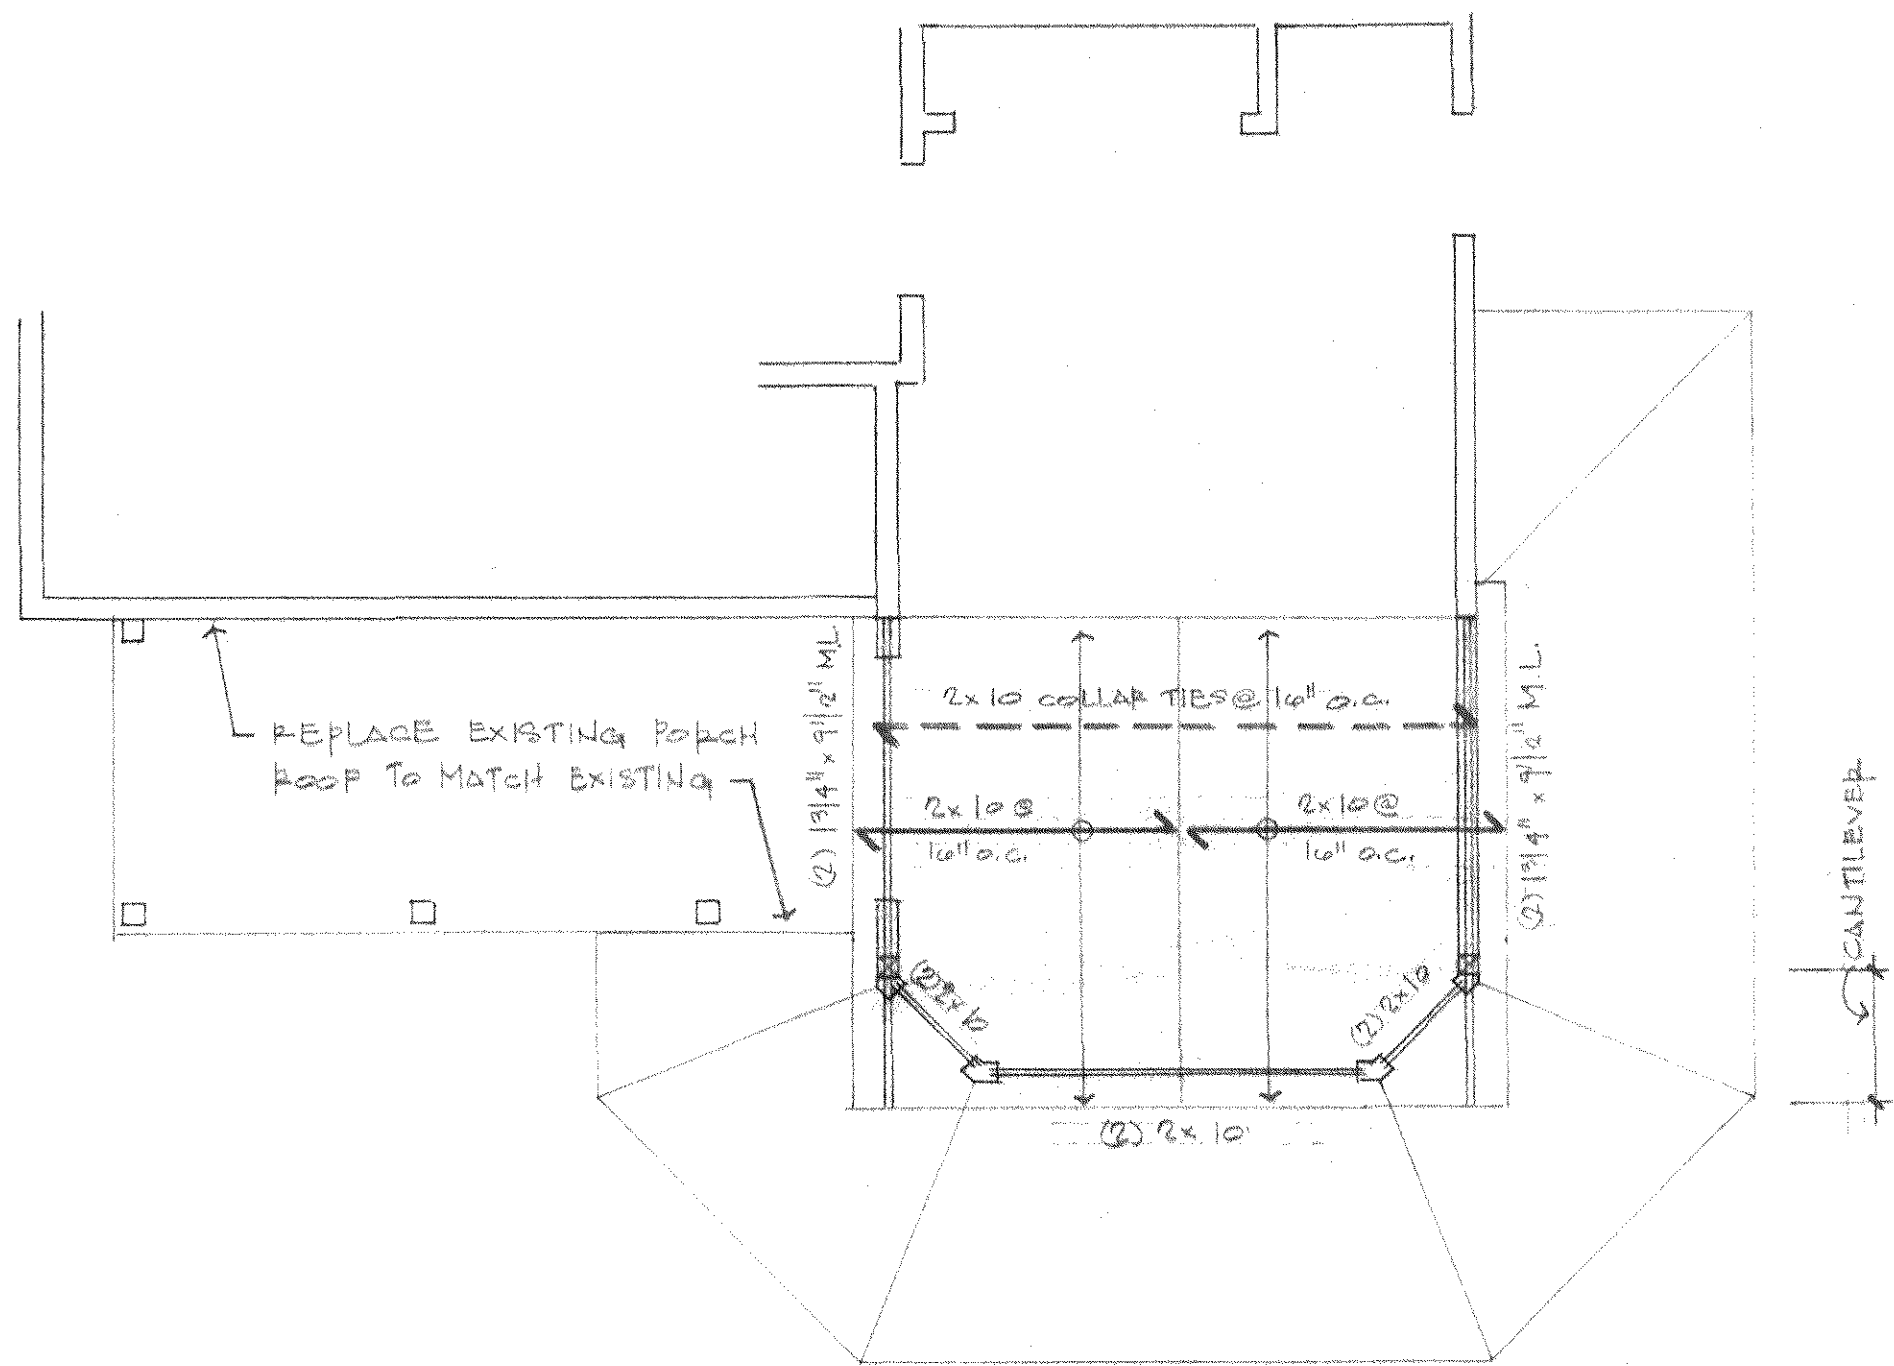 2x10 COLLAR TIES @ 16" O.C.
REPLACE EXISTING PORCH
ROOF TO MATCH EXISTING
(2) 1 3/4" x 9 1/2" M.L.
2x10 @
16" O.C.
2x10 @
16" O.C.
(2) 1 3/4" x 9 1/2" M.L.
CANTILEVER
(2) 2x10
(2) 2x10
(2) 2x10